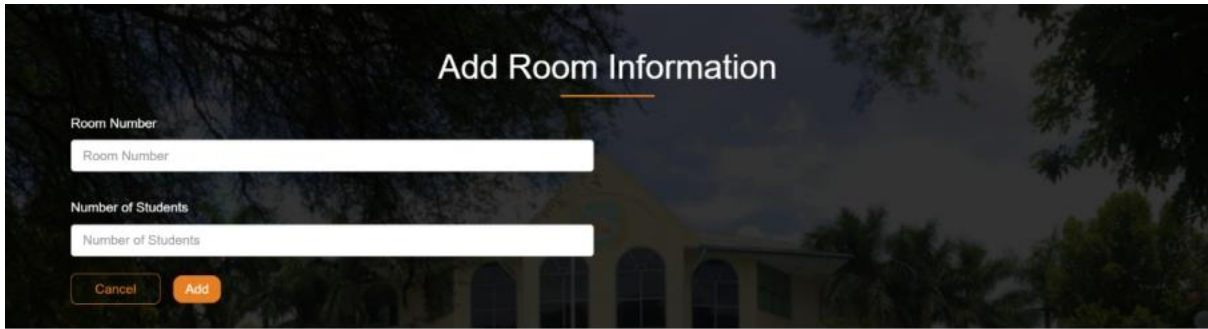 Add Room Information
Room Number
Room Number
Number of Students
Number of Students
Cancel Add